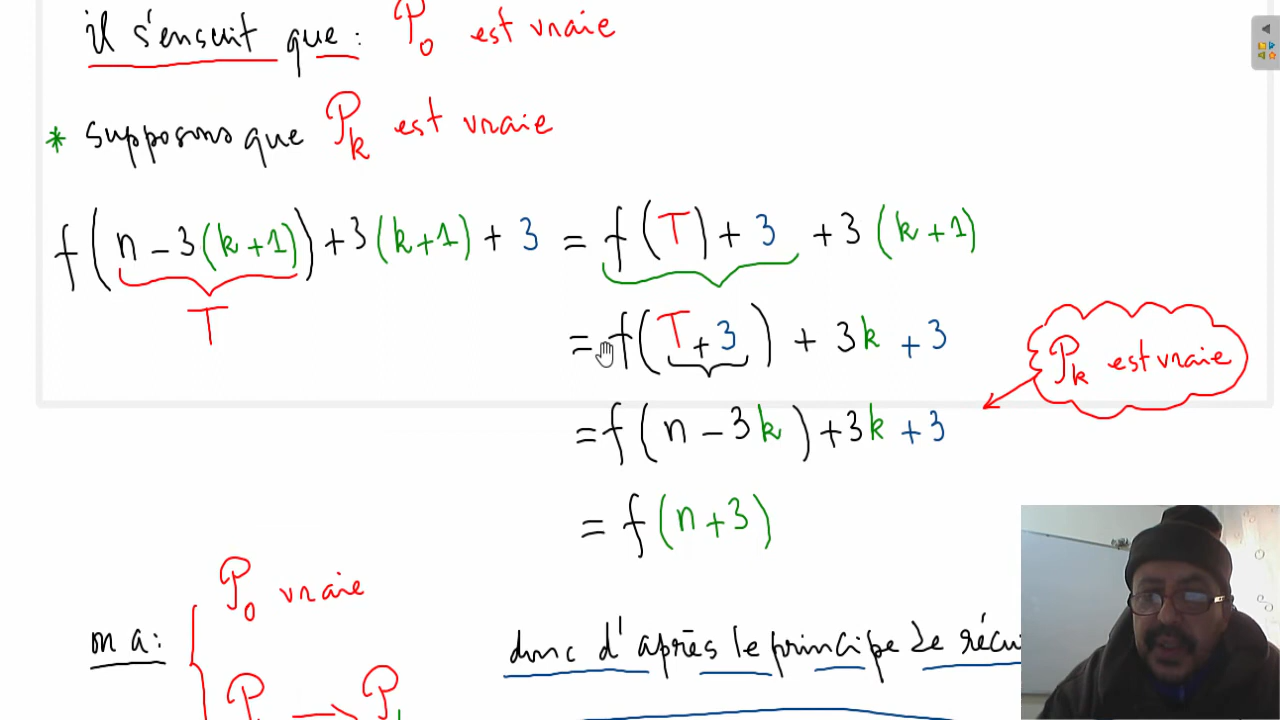 il s'ensuit que : P₀ est vraie
* supposons que Pₖ est vraie
f(n − 3(k+1)) + 3(k+1) + 3 = f(T) + 3 + 3(k+1)
T
= f(T + 3) + 3k + 3
Pₖ est vraie
= f(n − 3k) + 3k + 3
= f(n+3)
P₀ vraie
on a :
donc d'après le principe de